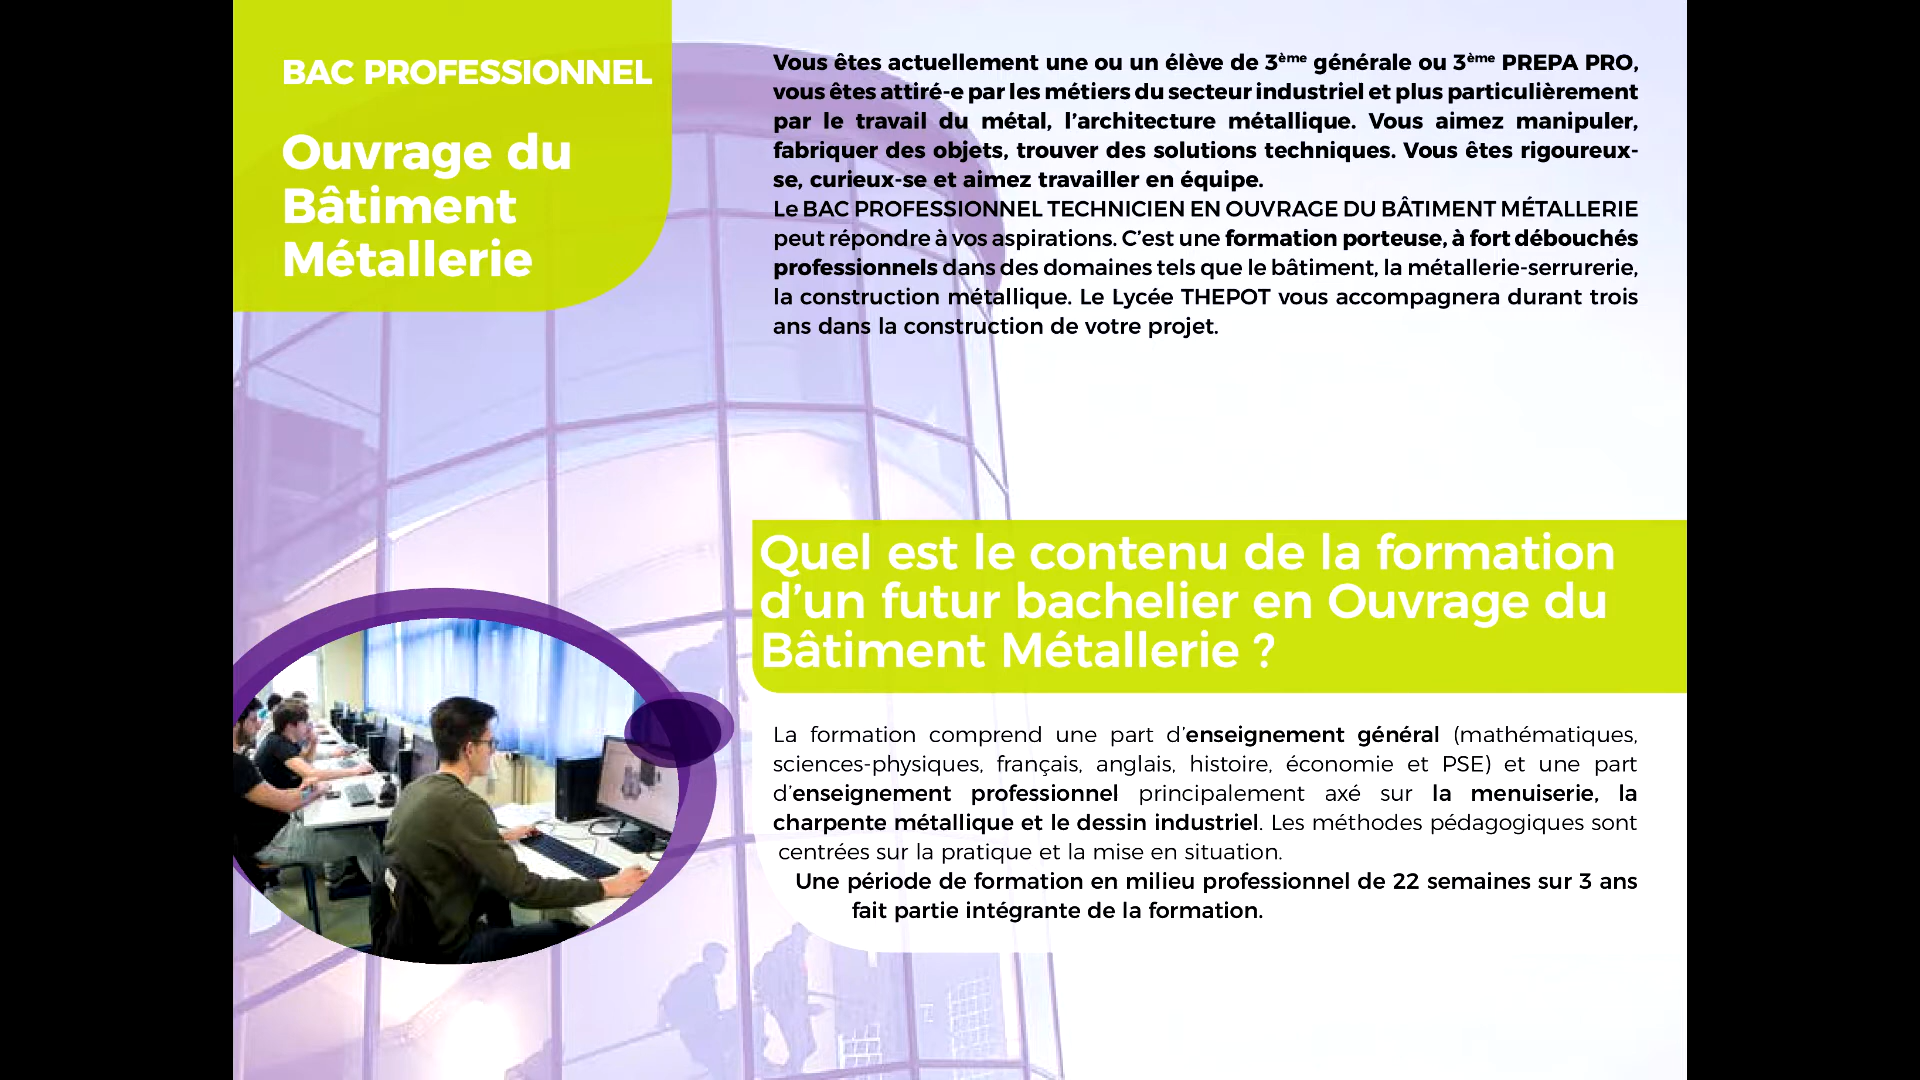 BAC PROFESSIONNEL
Ouvrage du
Bâtiment
Métallerie
Vous êtes actuellement une ou un élève de 3ème générale ou 3ème PREPA PRO,
vous êtes attiré-e par les métiers du secteur industriel et plus particulièrement
par le travail du métal, l’architecture métallique. Vous aimez manipuler,
fabriquer des objets, trouver des solutions techniques. Vous êtes rigoureux-
se, curieux-se et aimez travailler en équipe.
Le BAC PROFESSIONNEL TECHNICIEN EN OUVRAGE DU BÂTIMENT MÉTALLERIE
peut répondre à vos aspirations. C’est une formation porteuse, à fort débouchés
professionnels dans des domaines tels que le bâtiment, la métallerie-serrurerie,
la construction métallique. Le Lycée THEPOT vous accompagnera durant trois
ans dans la construction de votre projet.
Quel est le contenu de la formation
d’un futur bachelier en Ouvrage du
Bâtiment Métallerie ?
La formation comprend une part d’enseignement général (mathématiques,
sciences-physiques, français, anglais, histoire, économie et PSE) et une part
d’enseignement professionnel principalement axé sur la menuiserie, la
charpente métallique et le dessin industriel. Les méthodes pédagogiques sont
centrées sur la pratique et la mise en situation.
Une période de formation en milieu professionnel de 22 semaines sur 3 ans
fait partie intégrante de la formation.